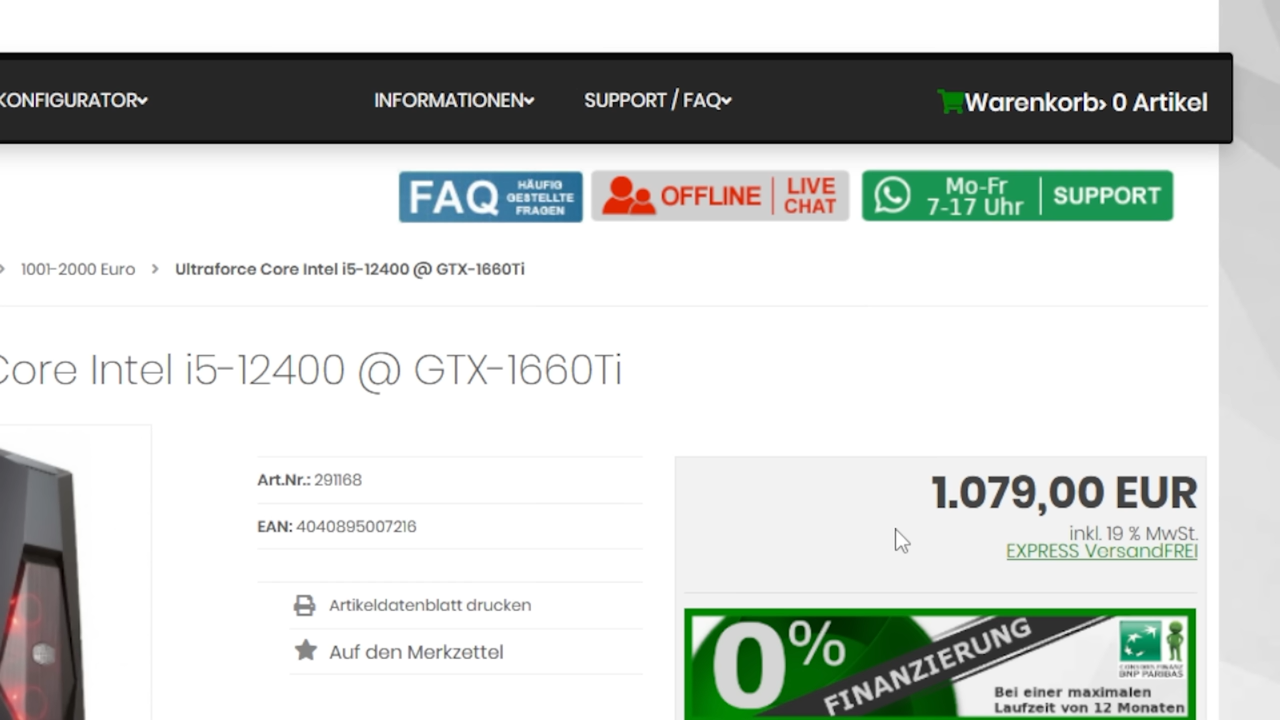 KONFIGURATOR
INFORMATIONEN
SUPPORT / FAQ
Warenkorb› 0 Artikel
FAQ HÄUFIG GESTELLTE FRAGEN
OFFLINE LIVE CHAT
Mo-Fr 7-17 Uhr SUPPORT
1001-2000 Euro > Ultraforce Core Intel i5-12400 @ GTX-1660Ti
Core Intel i5-12400 @ GTX-1660Ti
Art.Nr.: 291168
EAN: 4040895007216
Artikeldatenblatt drucken
Auf den Merkzettel
1.079,00 EUR
inkl. 19 % MwSt.
EXPRESS VersandFREI
0% FINANZIERUNG
BNP PARIBAS
Bei einer maximalen
Laufzeit von 12 Monaten